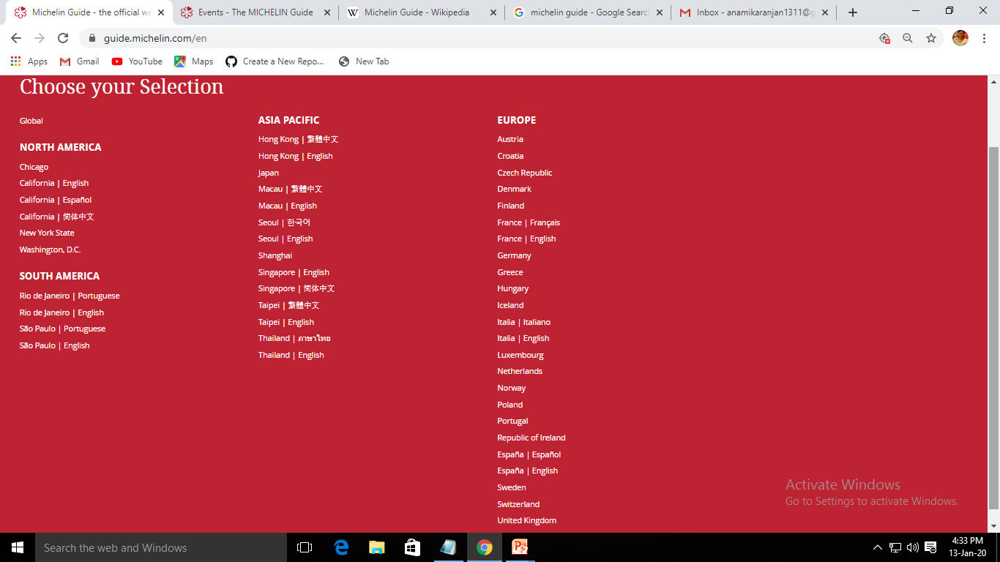 Michelin Guide - the official we
Events - The MICHELIN Guide
Michelin Guide - Wikipedia
michelin guide - Google Search
Inbox - anamikaranjan1311@g
guide.michelin.com/en
Apps
Gmail
YouTube
Maps
Create a New Repo...
New Tab
Choose your Selection
Global
NORTH AMERICA
Chicago
California | English
California | Español
California | 简体中文
New York State
Washington, D.C.
SOUTH AMERICA
Rio de Janeiro | Portuguese
Rio de Janeiro | English
São Paulo | Portuguese
São Paulo | English
ASIA PACIFIC
Hong Kong | 繁體中文
Hong Kong | English
Japan
Macau | 繁體中文
Macau | English
Seoul | 한국어
Seoul | English
Shanghai
Singapore | English
Singapore | 简体中文
Taipei | 繁體中文
Taipei | English
Thailand | ภาษาไทย
Thailand | English
EUROPE
Austria
Croatia
Czech Republic
Denmark
Finland
France | Français
France | English
Germany
Greece
Hungary
Iceland
Italia | Italiano
Italia | English
Luxembourg
Netherlands
Norway
Poland
Portugal
Republic of Ireland
España | Español
España | English
Sweden
Switzerland
United Kingdom
Activate Windows
Go to Settings to activate Windows.
Search the web and Windows
4:33 PM
13-Jan-20